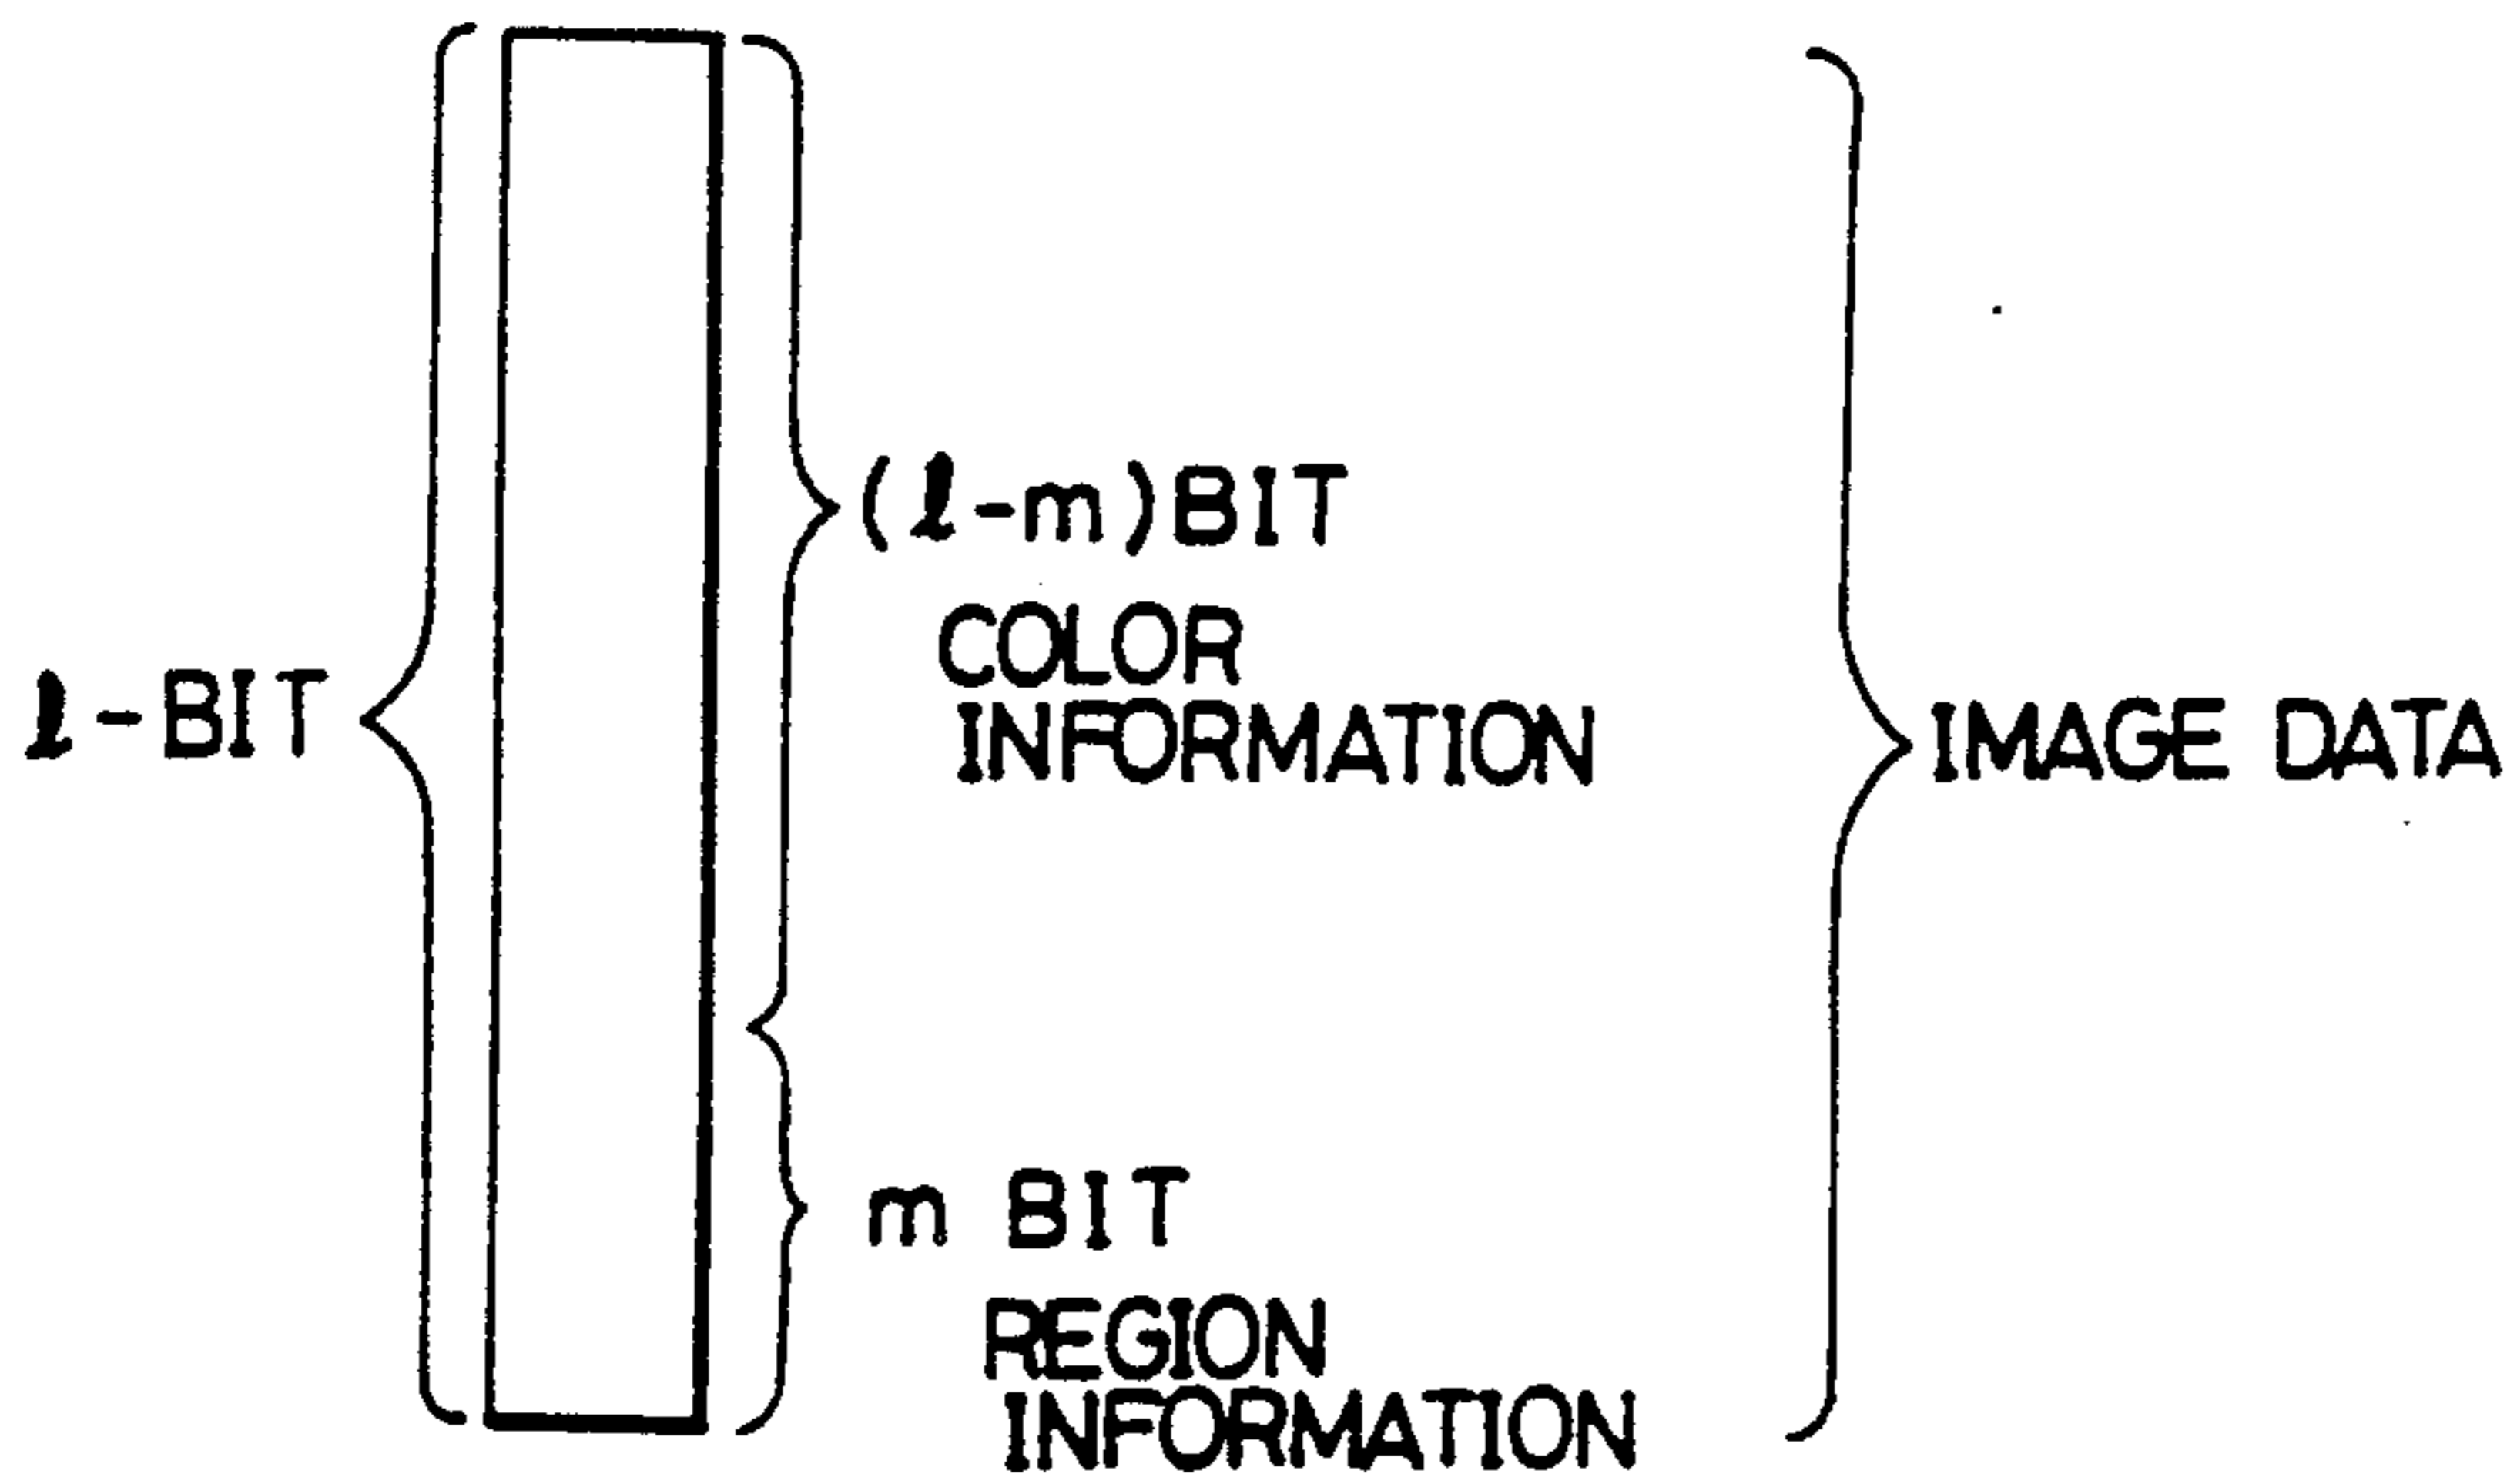 ℓ-BIT
(ℓ-m)BIT
COLOR
INFORMATION
m BIT
REGION
INFORMATION
IMAGE DATA